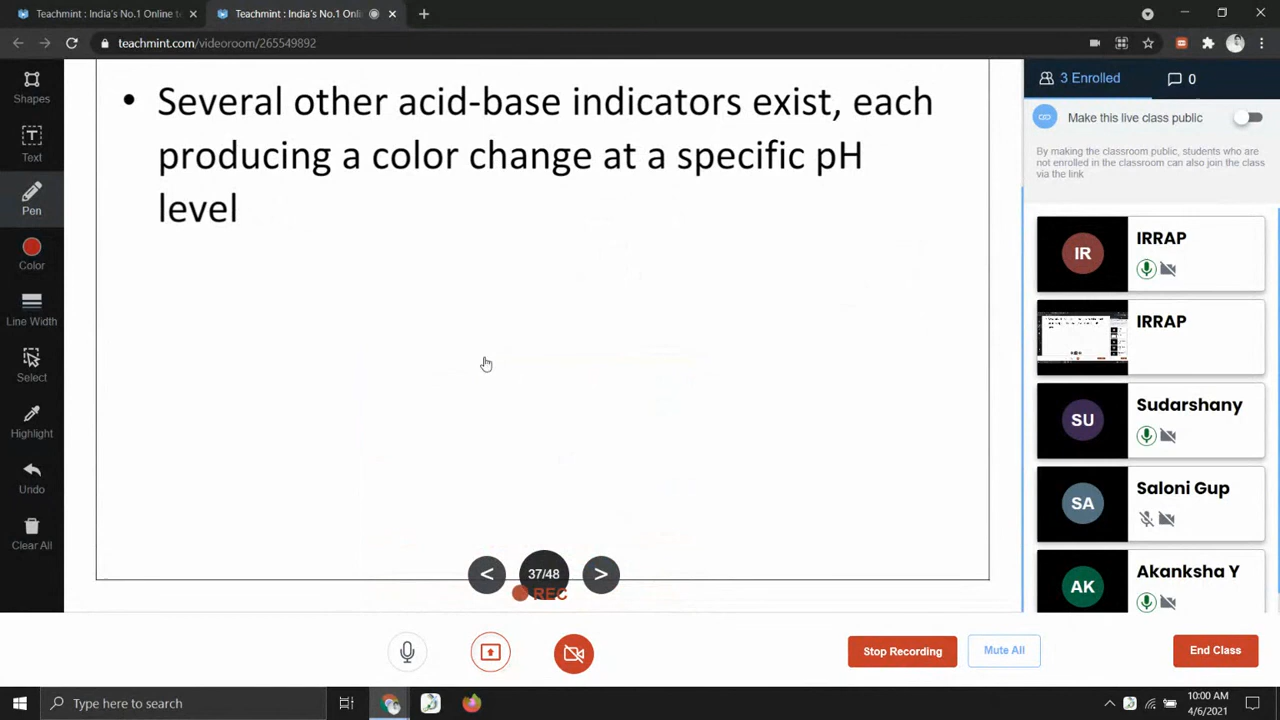 Teachmint : India's No.1 Online t
Teachmint : India's No.1 Onli
teachmint.com/videoroom/265549892
Shapes
Text
Pen
Color
Line Width
Select
Highlight
Undo
Clear All
• Several other acid-base indicators exist, each
producing a color change at a specific pH
level
< 37/48 >
REC
3 Enrolled
0
Make this live class public
By making the classroom public, students who are
not enrolled in the classroom can also join the class
via the link
IR
IRRAP
IRRAP
SU
Sudarshany
SA
Saloni Gup
AK
Akanksha Y
Stop Recording
Mute All
End Class
Type here to search
10:00 AM
4/6/2021